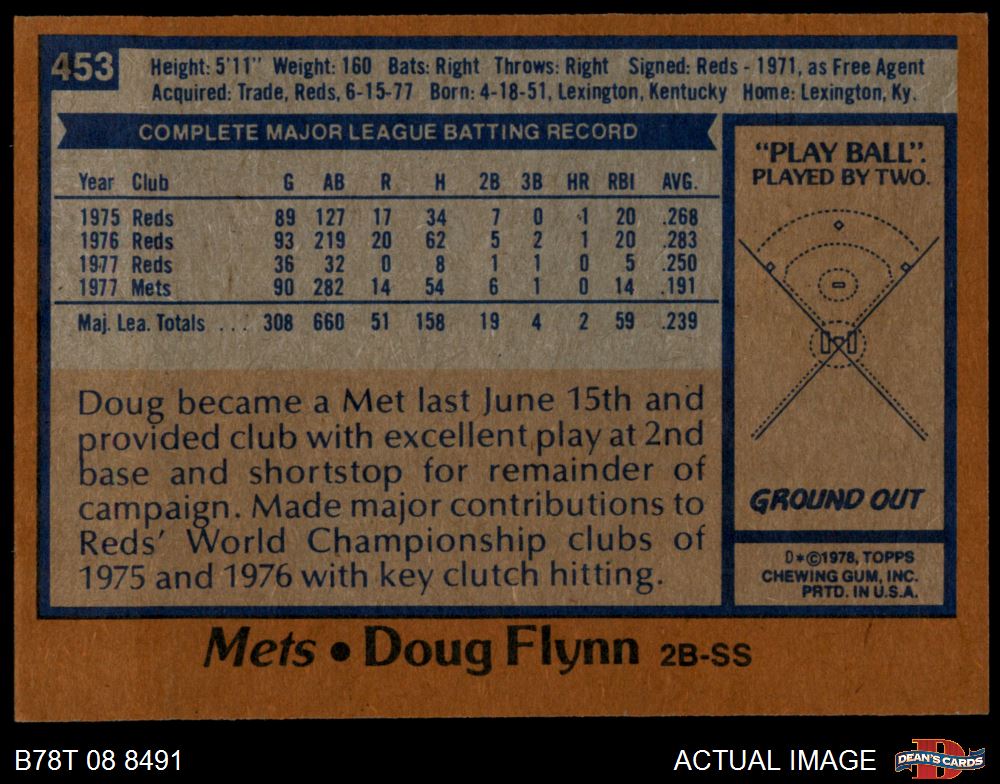 453
Height: 5'11" Weight: 160 Bats: Right Throws: Right Signed: Reds - 1971, as Free Agent
Acquired: Trade, Reds, 6-15-77 Born: 4-18-51, Lexington, Kentucky Home: Lexington, Ky.
COMPLETE MAJOR LEAGUE BATTING RECORD
Year Club G AB R H 2B 3B HR RBI AVG.
1975 Reds 89 127 17 34 7 0 1 20 .268
1976 Reds 93 219 20 62 5 2 1 20 .283
1977 Reds 36 32 0 8 1 1 0 5 .250
1977 Mets 90 282 14 54 6 1 0 14 .191
Maj. Lea. Totals ... 308 660 51 158 19 4 2 59 .239
Doug became a Met last June 15th and
provided club with excellent play at 2nd
base and shortstop for remainder of
campaign. Made major contributions to
Reds' World Championship clubs of
1975 and 1976 with key clutch hitting.
"PLAY BALL".
PLAYED BY TWO.
GROUND OUT
D*©1978, TOPPS
CHEWING GUM, INC.
PRTD. IN U.S.A.
Mets • Doug Flynn 2B-SS
B78T 08 8491
ACTUAL IMAGE
DEAN'S CARDS